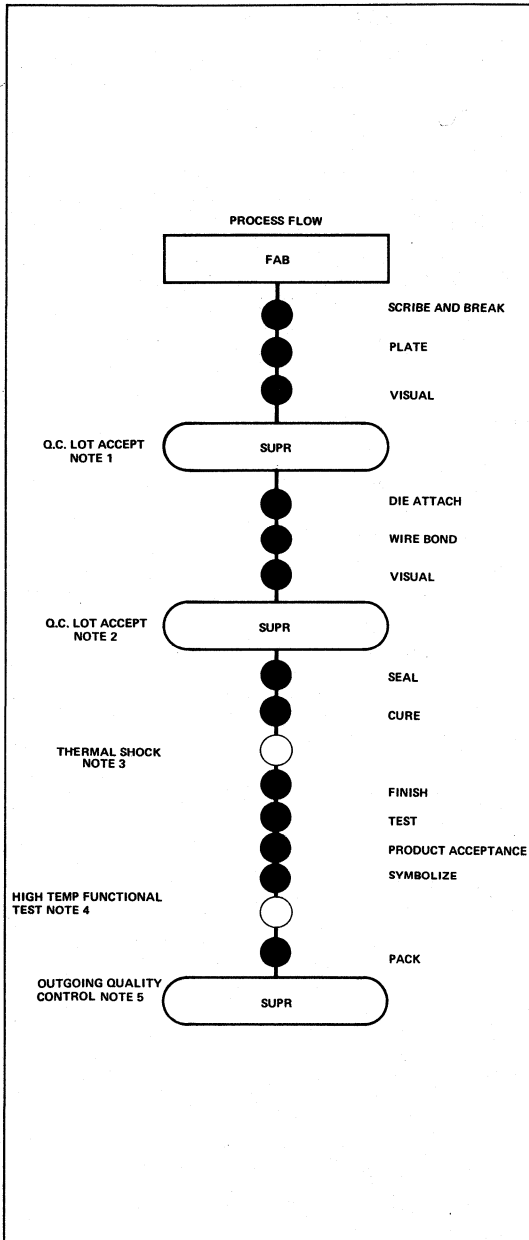 PROCESS FLOW
FAB
SCRIBE AND BREAK
PLATE
VISUAL
Q.C. LOT ACCEPT
NOTE 1
SUPR
DIE ATTACH
WIRE BOND
VISUAL
Q.C. LOT ACCEPT
NOTE 2
SUPR
SEAL
CURE
THERMAL SHOCK
NOTE 3
FINISH
TEST
PRODUCT ACCEPTANCE
SYMBOLIZE
HIGH TEMP FUNCTIONAL
TEST NOTE 4
PACK
OUTGOING QUALITY
CONTROL NOTE 5
SUPR